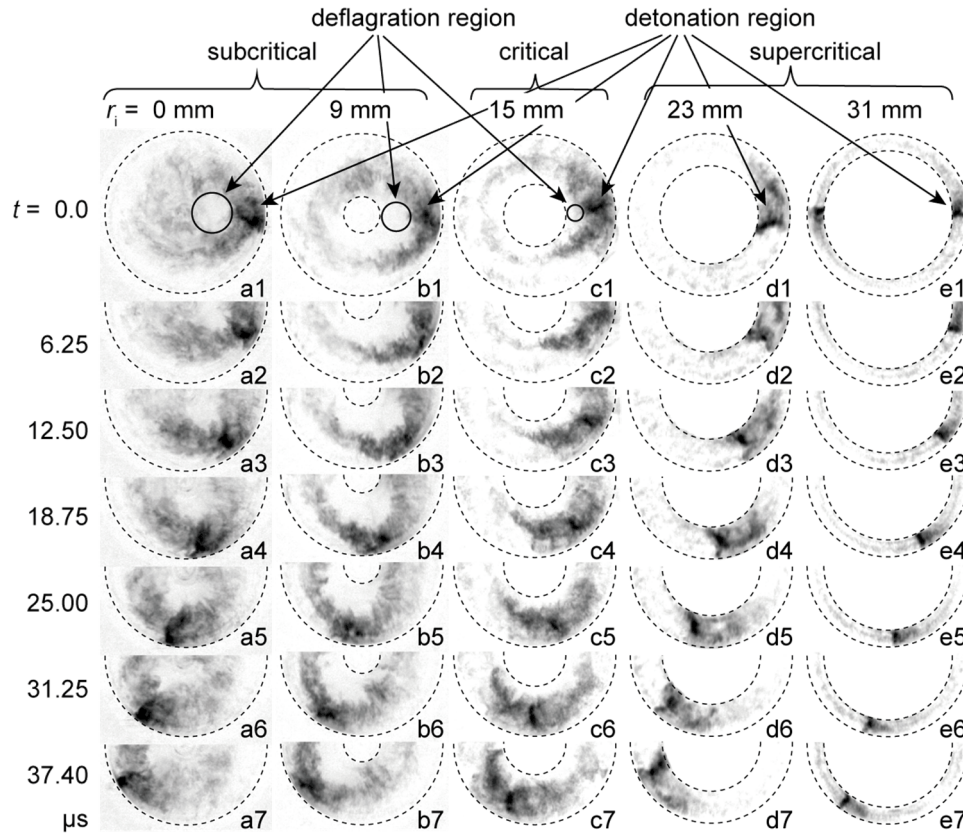 deflagration region detonation region
subcritical critical supercritical
rᵢ = 0 mm 9 mm 15 mm 23 mm 31 mm
t = 0.0
a1 b1 c1 d1 e1
6.25
a2 b2 c2 d2 e2
12.50
a3 b3 c3 d3 e3
18.75
a4 b4 c4 d4 e4
25.00
a5 b5 c5 d5 e5
31.25
a6 b6 c6 d6 e6
37.40
μs a7 b7 c7 d7 e7